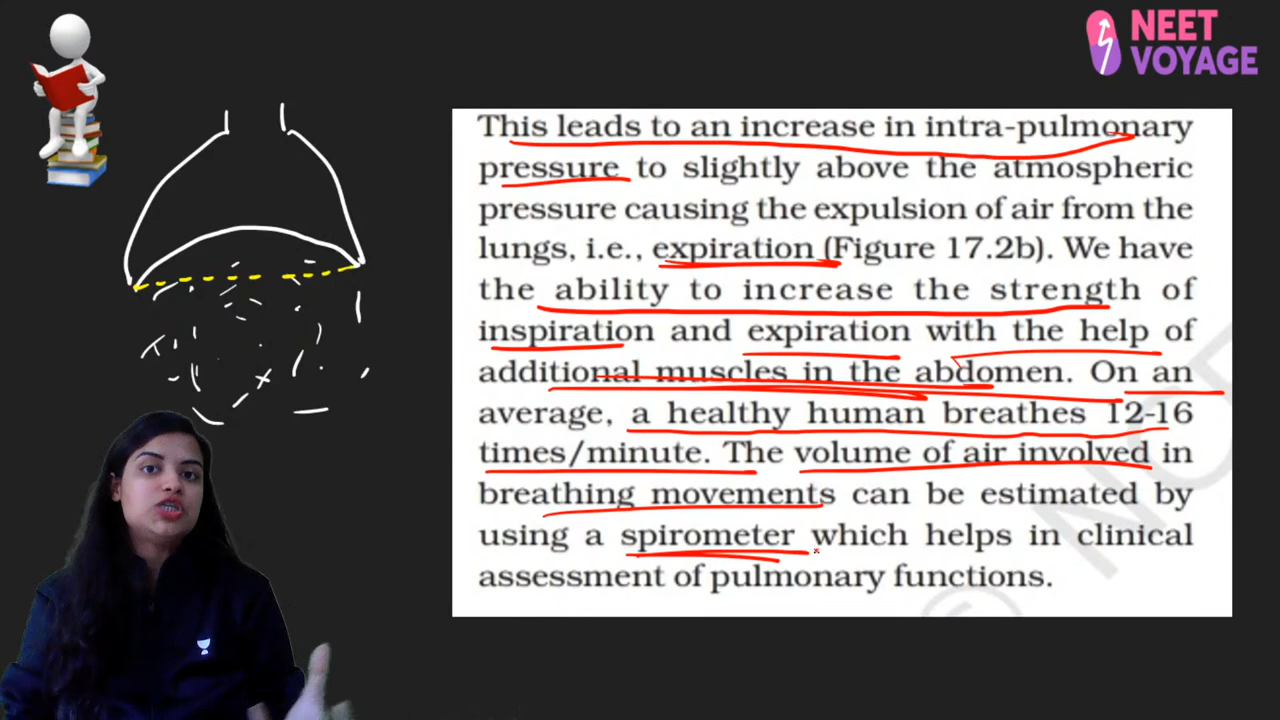 NEET
VOYAGE
This leads to an increase in intra-pulmonary
pressure to slightly above the atmospheric
pressure causing the expulsion of air from the
lungs, i.e., expiration (Figure 17.2b). We have
the ability to increase the strength of
inspiration and expiration with the help of
additional muscles in the abdomen. On an
average, a healthy human breathes 12-16
times/minute. The volume of air involved in
breathing movements can be estimated by
using a spirometer which helps in clinical
assessment of pulmonary functions.